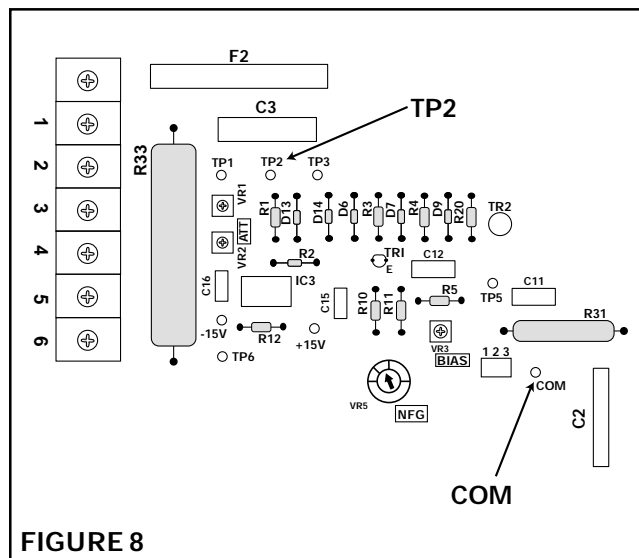 F2
C3
TP2
1
2
3
4
5
6
R33
TP1
TP2
TP3
VR1
VR2
ATT
R1
D13
D14
D6
R3
D7
R4
D9
R20
TR2
R2
TR1
E
C12
C16
IC3
C15
R10
R11
R5
TP5
C11
-15V
R12
+15V
TP6
VR3
BIAS
R31
1 2 3
COM
VR5
NFG
C2
COM
FIGURE 8